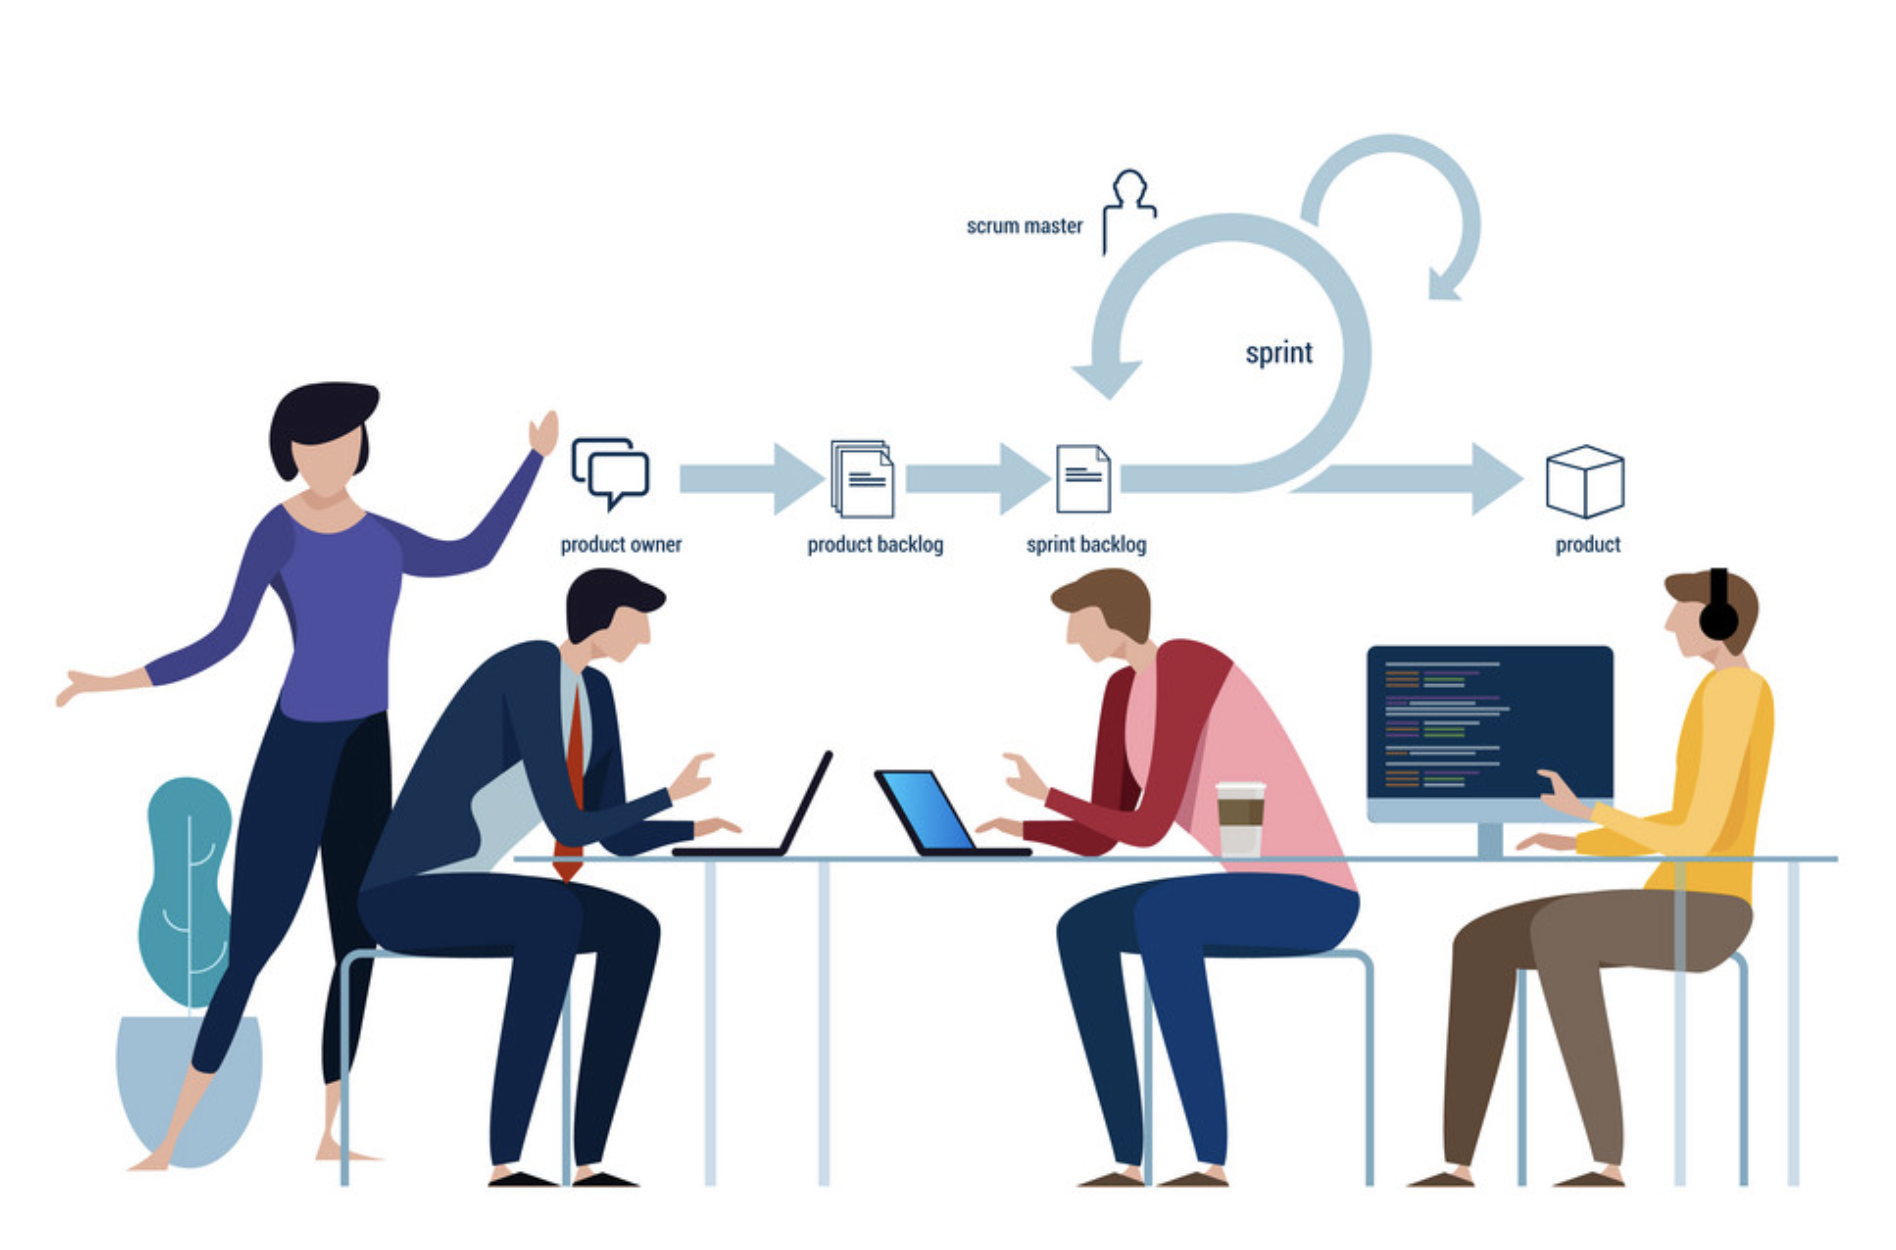 scrum master
sprint
product owner
product backlog
sprint backlog
product